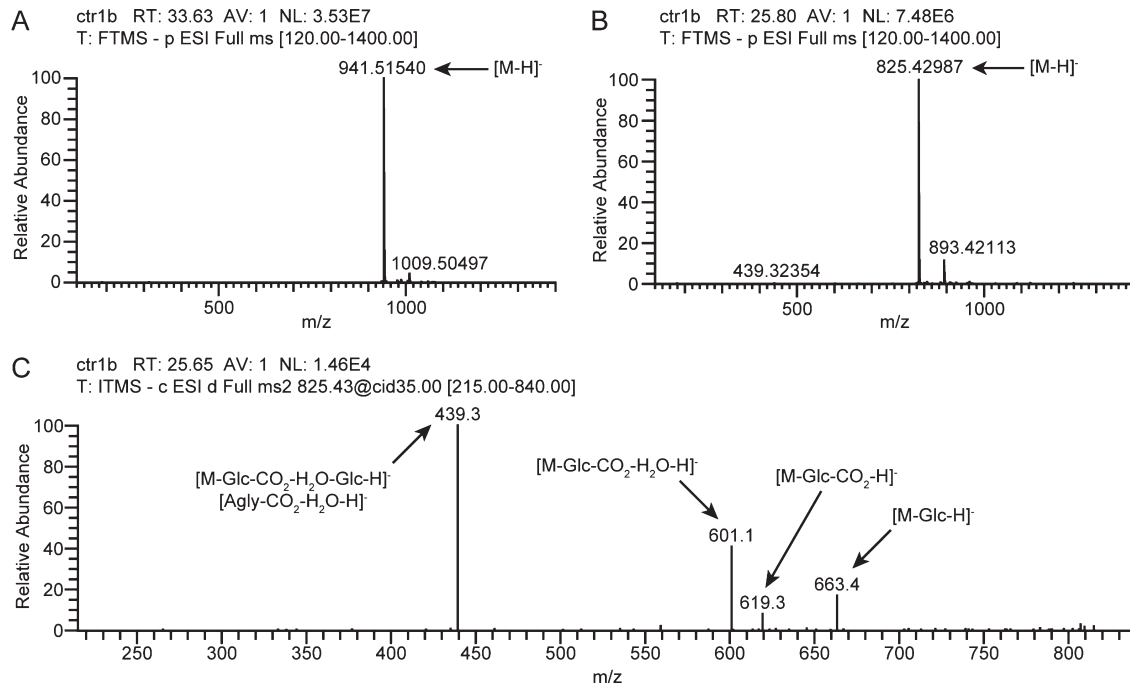 A
ctr1b RT: 33.63 AV: 1 NL: 3.53E7
T: FTMS - p ESI Full ms [120.00-1400.00]
941.51540
[M-H]⁻
100
80
60
40
20
0
Relative Abundance
1009.50497
500
1000
m/z
B
ctr1b RT: 25.80 AV: 1 NL: 7.48E6
T: FTMS - p ESI Full ms [120.00-1400.00]
825.42987
[M-H]⁻
100
80
60
40
20
0
Relative Abundance
893.42113
439.32354
500
1000
m/z
C
ctr1b RT: 25.65 AV: 1 NL: 1.46E4
T: ITMS - c ESI d Full ms2 825.43@cid35.00 [215.00-840.00]
439.3
100
80
60
40
20
0
Relative Abundance
[M-Glc-CO₂-H₂O-Glc-H]⁻
[Agly-CO₂-H₂O-H]⁻
[M-Glc-CO₂-H₂O-H]⁻
[M-Glc-CO₂-H]⁻
[M-Glc-H]⁻
601.1
619.3
663.4
250 300 350 400 450 500 550 600 650 700 750 800
m/z